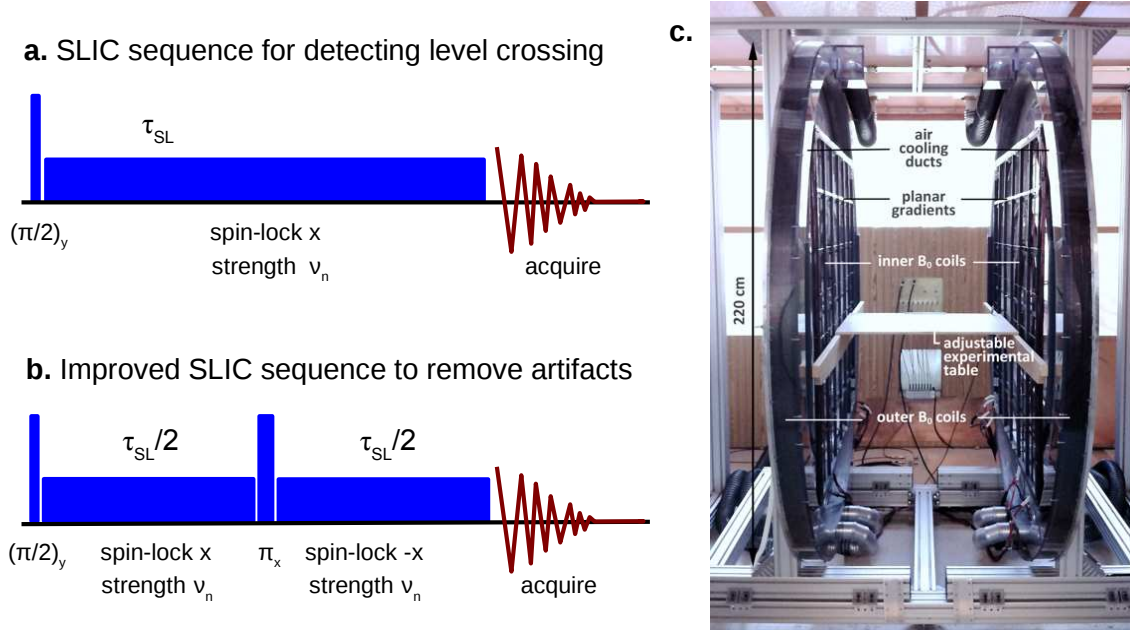 a. SLIC sequence for detecting level crossing
τSL
(π/2)y
spin-lock x
strength νn
acquire
b. Improved SLIC sequence to remove artifacts
τSL/2
τSL/2
(π/2)y
spin-lock x
strength νn
πx
spin-lock -x
strength νn
acquire
c.
220 cm
air
cooling
ducts
planar
gradients
inner B₀ coils
adjustable
experimental
table
outer B₀ coils